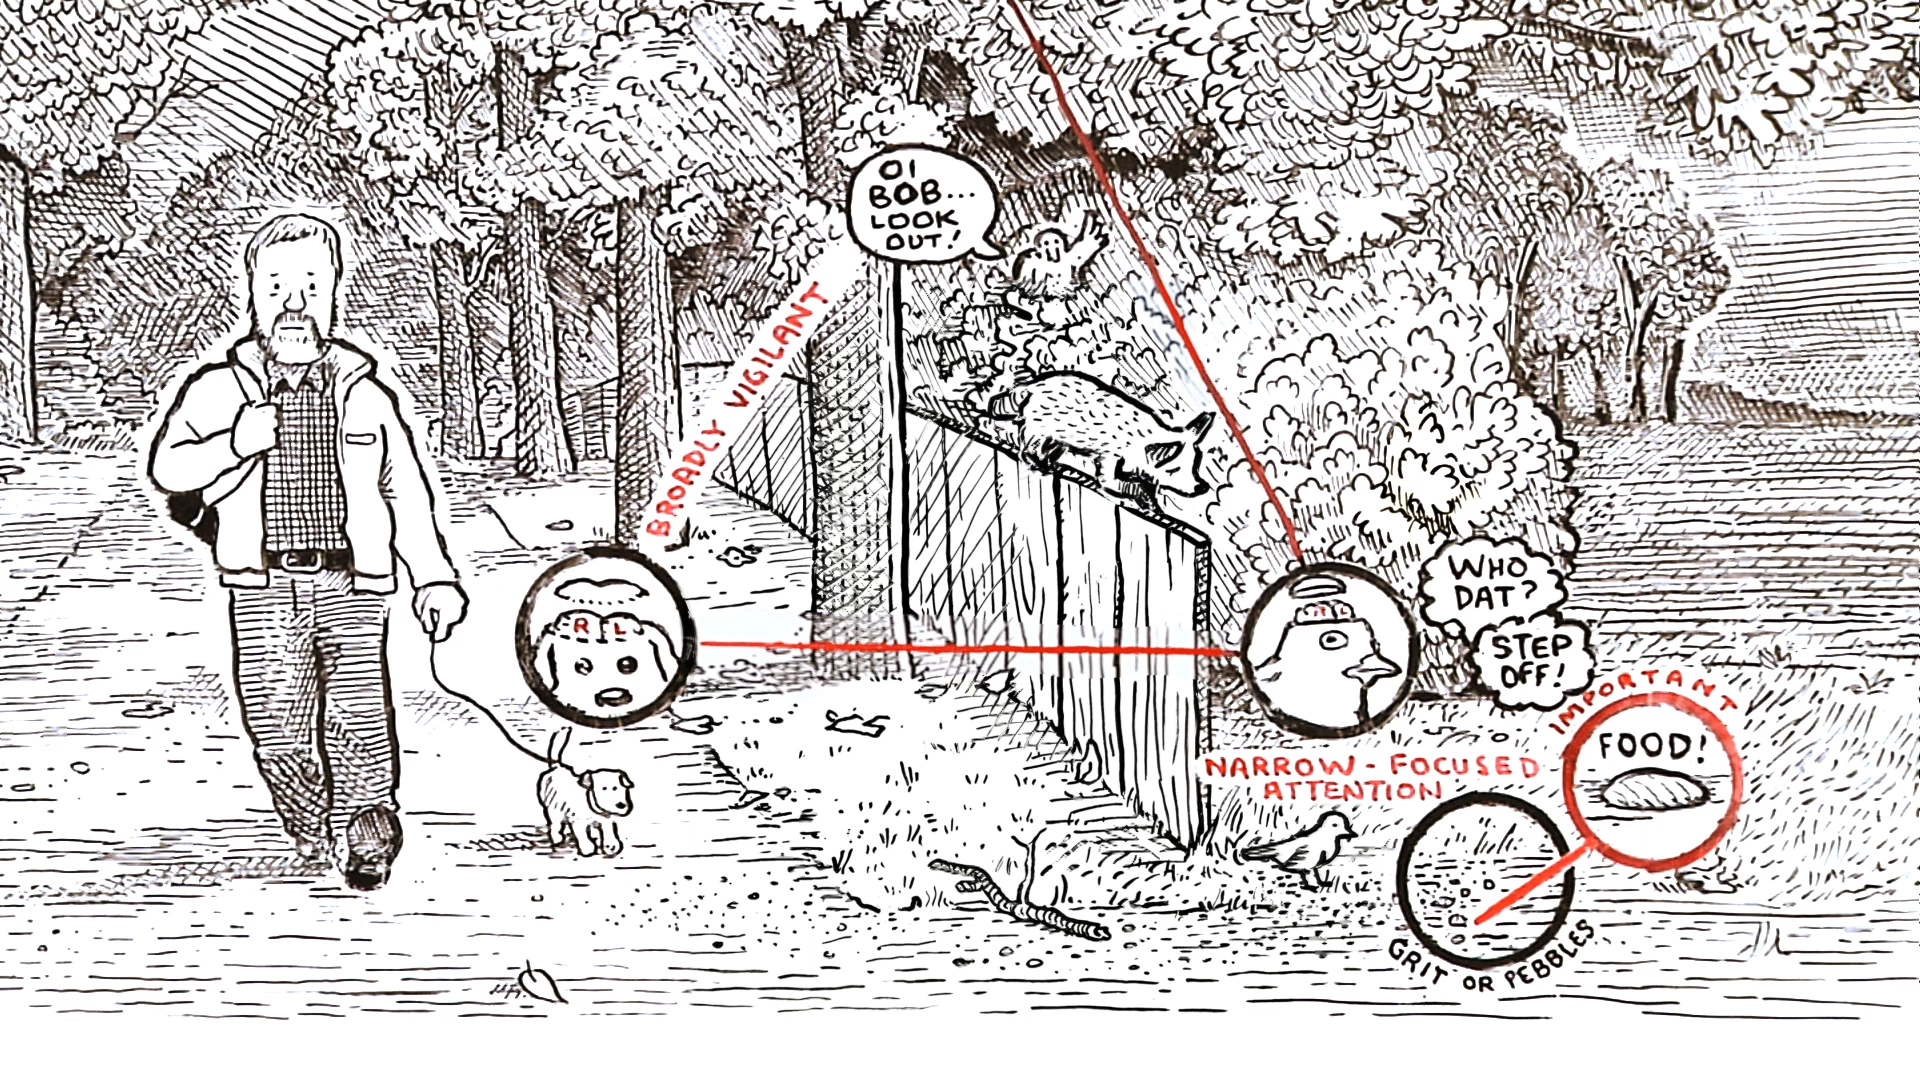 OI
BOB...
LOOK
OUT!
BROADLY VIGILANT
R L
R L
WHO
DAT?
STEP
OFF!
IMPORTANT
FOOD!
NARROW-FOCUSED
ATTENTION
GRIT OR PEBBLES